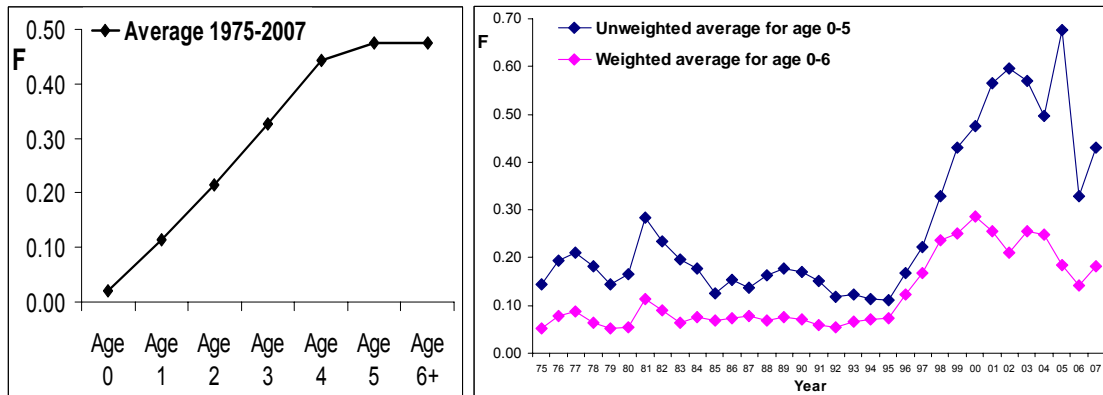 0.50
Average 1975-2007
F
0.40
0.30
0.20
0.10
0.00
Age Age Age Age Age Age Age
0 1 2 3 4 5 6+
0.70
F
Unweighted average for age 0-5
Weighted average for age 0-6
0.60
0.50
0.40
0.30
0.20
0.10
0.00
75 76 77 78 79 80 81 82 83 84 85 86 87 88 89 90 91 92 93 94 95 96 97 98 99 00 01 02 03 04 05 06 07
Year